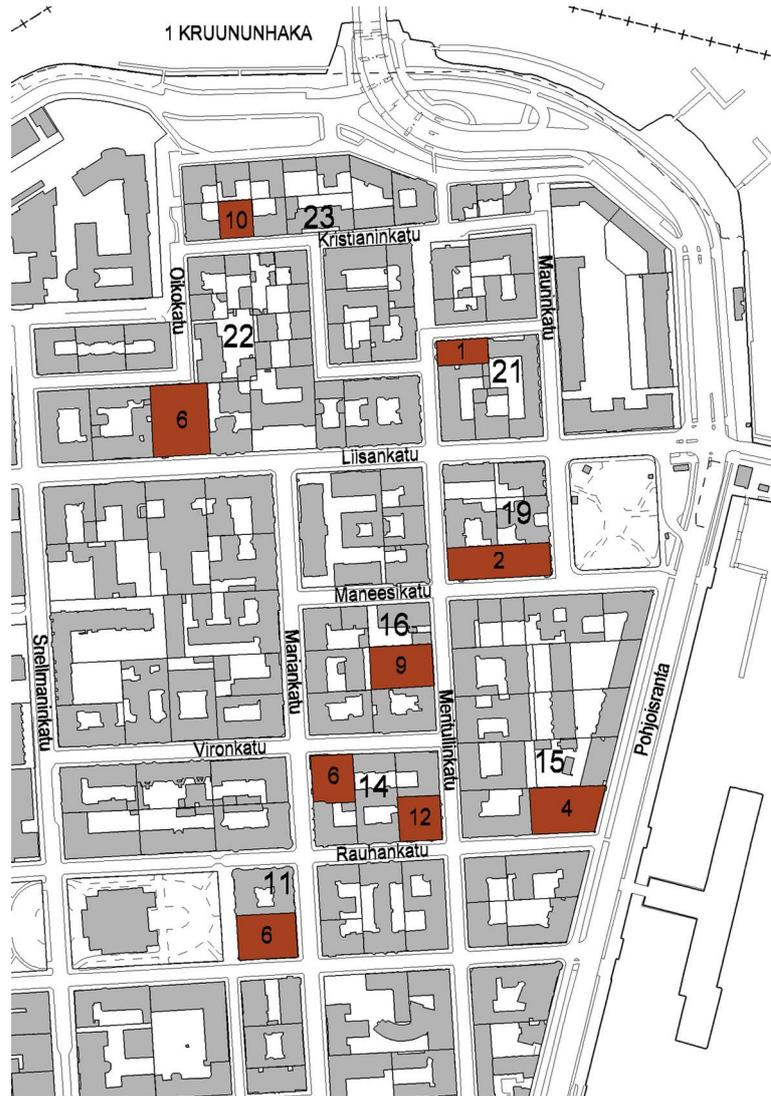 1 KRUUNUNHAKA
10
23
Kristianinkatu
Oikokatu
Maurinkatu
22
1
21
6
Liisankatu
19
2
Maneesikatu
16
9
Snellmaninkatu
Mariankatu
Meritullinkatu
Pohjoisranta
Vironkatu
15
6
14
12
4
Rauhankatu
11
6